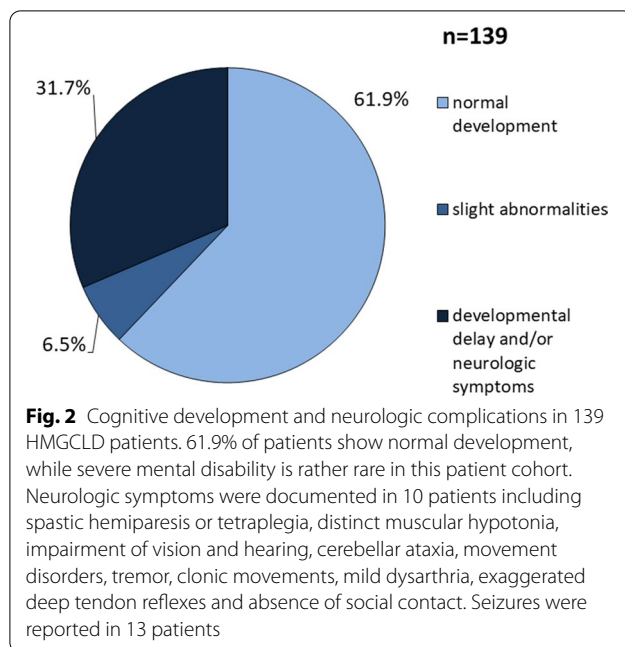 n=139
31.7%
61.9%
normal
development
slight abnormalities
6.5%
developmental
delay and/or
neurologic
symptoms
Fig. 2 Cognitive development and neurologic complications in 139
HMGCLD patients. 61.9% of patients show normal development,
while severe mental disability is rather rare in this patient cohort.
Neurologic symptoms were documented in 10 patients including
spastic hemiparesis or tetraplegia, distinct muscular hypotonia,
impairment of vision and hearing, cerebellar ataxia, movement
disorders, tremor, clonic movements, mild dysarthria, exaggerated
deep tendon reflexes and absence of social contact. Seizures were
reported in 13 patients